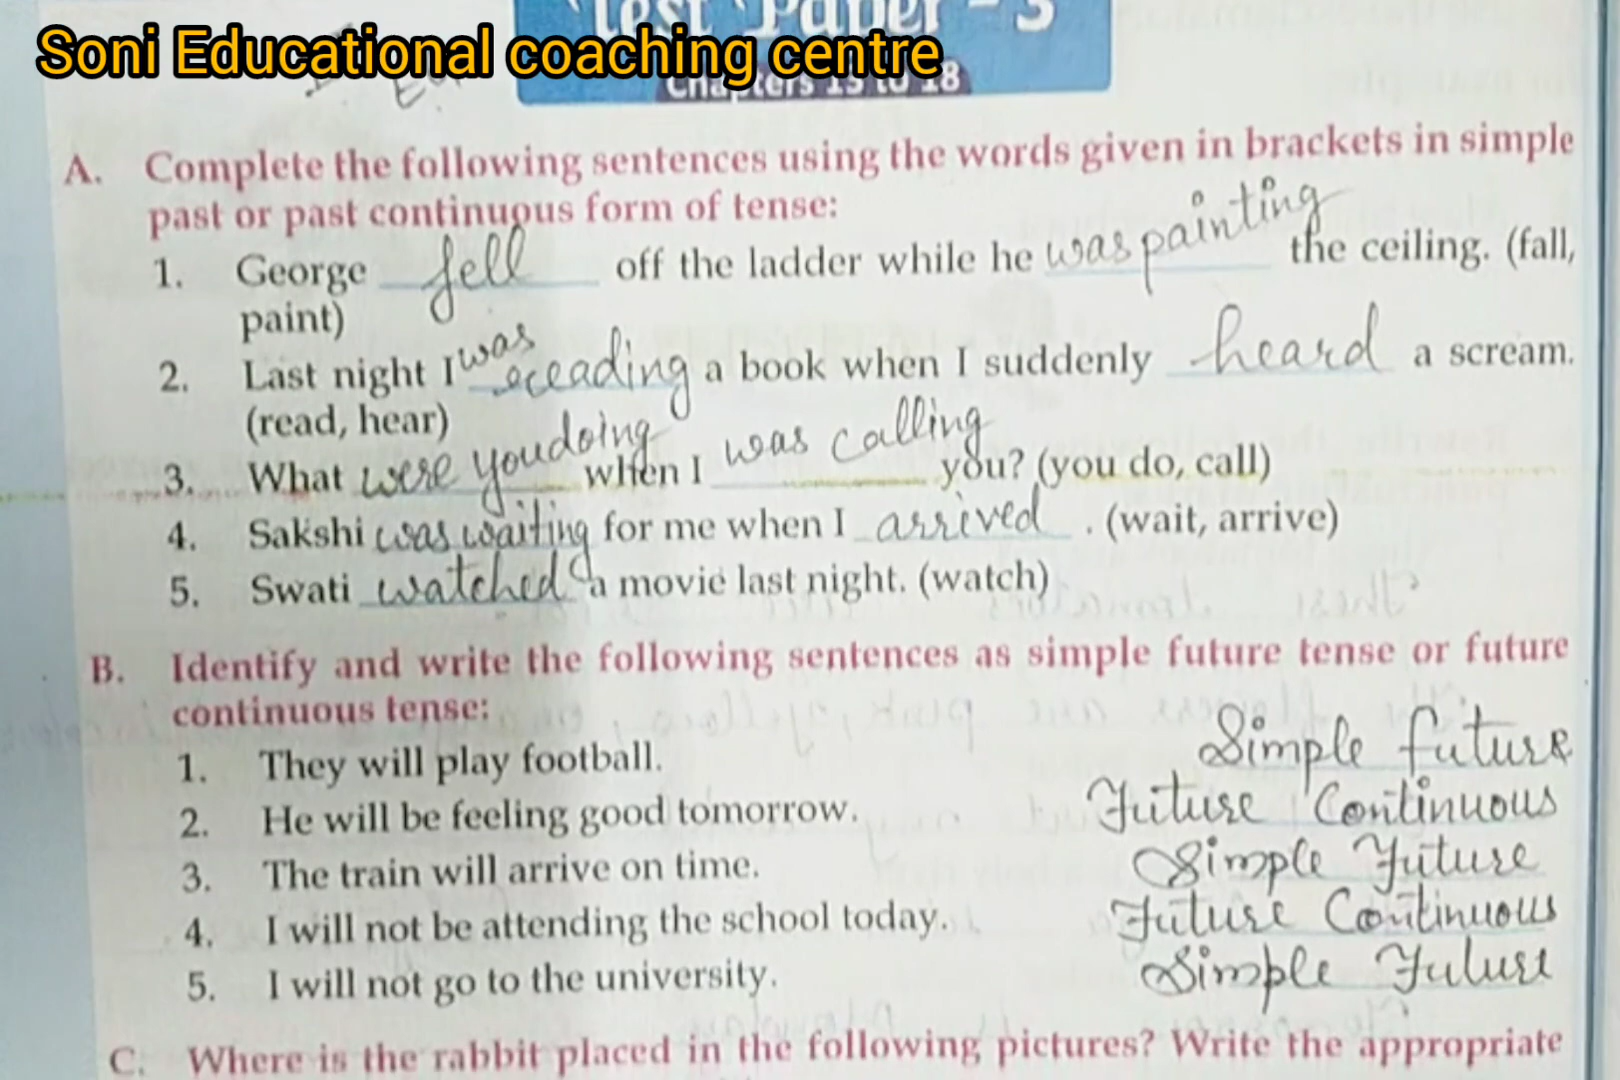 Test Paper - 3
Soni Educational coaching centre
Chapters 15 to 18
A. Complete the following sentences using the words given in brackets in simple
past or past continuous form of tense:
1. George fell off the ladder while he was painting the ceiling. (fall,
paint)
2. Last night I was reading a book when I suddenly heard a scream.
(read, hear)
3. What were you doing when I was calling you? (you do, call)
4. Sakshi was waiting for me when I arrived. (wait, arrive)
5. Swati watched a movie last night. (watch)
B. Identify and write the following sentences as simple future tense or future
continuous tense:
1. They will play football. Simple future
2. He will be feeling good tomorrow. Future Continuous
3. The train will arrive on time. Simple Future
4. I will not be attending the school today. Future Continuous
5. I will not go to the university. Simple Future
C. Where is the rabbit placed in the following pictures? Write the appropriate